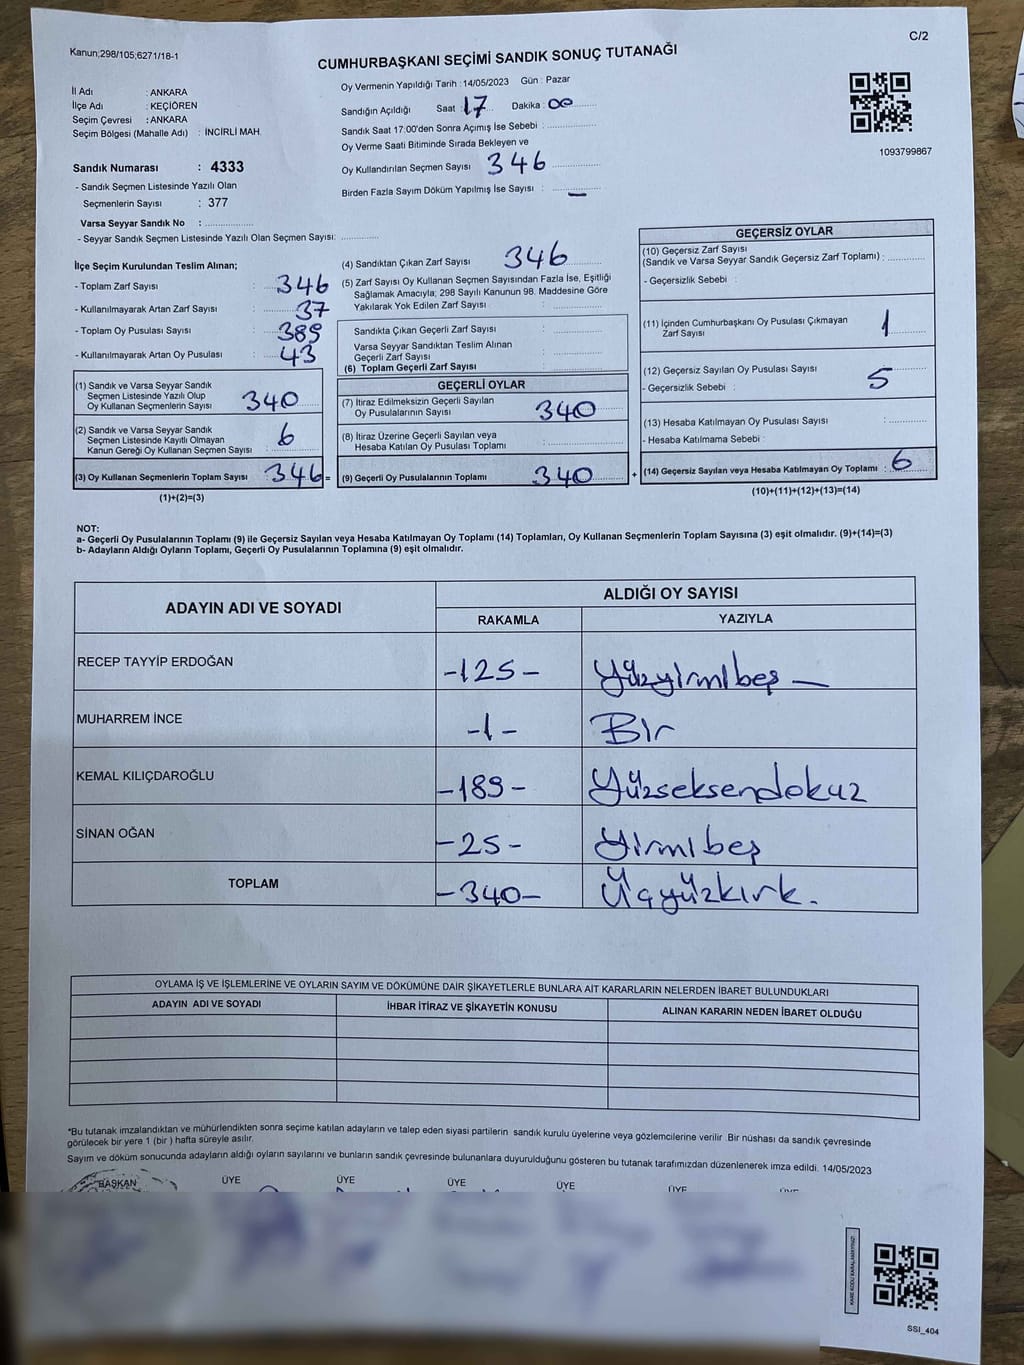 Kanun;298/105;6271/18-1
C/2
CUMHURBAŞKANI SEÇİMİ SANDIK SONUÇ TUTANAĞI
İl Adı : ANKARA
İlçe Adı : KEÇİÖREN
Seçim Çevresi : ANKARA
Seçim Bölgesi (Mahalle Adı) : İNCİRLİ MAH.
Sandık Numarası : 4333
- Sandık Seçmen Listesinde Yazılı Olan
Seçmenlerin Sayısı : 377
Varsa Seyyar Sandık No :
- Seyyar Sandık Seçmen Listesinde Yazılı Olan Seçmen Sayısı:
Oy Vermenin Yapıldığı Tarih : 14/05/2023 Gün : Pazar
Sandığın Açıldığı Saat : 17 Dakika : 00
Sandık Saat 17:00'den Sonra Açımış İse Sebebi :
Oy Verme Saati Bitiminde Sırada Bekleyen ve
Oy Kullandırılan Seçmen Sayısı 346
Birden Fazla Sayım Döküm Yapılmış İse Sayısı : –
1093799867
İlçe Seçim Kurulundan Teslim Alınan;
- Toplam Zarf Sayısı : 346
- Kullanılmayarak Artan Zarf Sayısı : 37
- Toplam Oy Pusulası Sayısı : 389
- Kullanılmayarak Artan Oy Pusulası : 43
(1) Sandık ve Varsa Seyyar Sandık
Seçmen Listesinde Yazılı Olup
Oy Kullanan Seçmenlerin Sayısı 340
(2) Sandık ve Varsa Seyyar Sandık
Seçmen Listesinde Kayıtlı Olmayan
Kanun Gereği Oy Kullanan Seçmen Sayısı : 6
(3) Oy Kullanan Seçmenlerin Toplam Sayısı : 346 =
(1)+(2)=(3)
(4) Sandıktan Çıkan Zarf Sayısı : 346
(5) Zarf Sayısı Oy Kullanan Seçmen Sayısından Fazla İse, Eşitliği
Sağlamak Amacıyla; 298 Sayılı Kanunun 98. Maddesine Göre
Yakılarak Yok Edilen Zarf Sayısı :
Sandıkta Çıkan Geçerli Zarf Sayısı :
Varsa Seyyar Sandıktan Teslim Alınan
Geçerli Zarf Sayısı :
(6) Toplam Geçerli Zarf Sayısı :
GEÇERLİ OYLAR
(7) İtiraz Edilmeksizin Geçerli Sayılan
Oy Pusulalarının Sayısı : 340
(8) İtiraz Üzerine Geçerli Sayılan veya
Hesaba Katılan Oy Pusulası Toplamı :
(9) Geçerli Oy Pusulalarının Toplamı : 340 +
GEÇERSİZ OYLAR
(10) Geçersiz Zarf Sayısı
(Sandık ve Varsa Seyyar Sandık Geçersiz Zarf Toplamı) :
- Geçersizlik Sebebi :
(11) İçinden Cumhurbaşkanı Oy Pusulası Çıkmayan
Zarf Sayısı : 1
(12) Geçersiz Sayılan Oy Pusulası Sayısı : 5
- Geçersizlik Sebebi :
(13) Hesaba Katılmayan Oy Pusulası Sayısı :
- Hesaba Katılmama Sebebi :
(14) Geçersiz Sayılan veya Hesaba Katılmayan Oy Toplamı : 6
(10)+(11)+(12)+(13)=(14)
NOT:
a- Geçerli Oy Pusulalarının Toplamı (9) ile Geçersiz Sayılan veya Hesaba Katılmayan Oy Toplamı (14) Toplamları, Oy Kullanan Seçmenlerin Toplam Sayısına (3) eşit olmalıdır. (9)+(14)=(3)
b- Adayların Aldığı Oyların Toplamı, Geçerli Oy Pusulalarının Toplamına (9) eşit olmalıdır.
ADAYIN ADI VE SOYADI
ALDIĞI OY SAYISI
RAKAMLA YAZIYLA
RECEP TAYYİP ERDOĞAN -125- Yüzyirmibeş –
MUHARREM İNCE -1- Bir
KEMAL KILIÇDAROĞLU -189- Yüzseksendokuz
SİNAN OĞAN -25- Yirmibeş
TOPLAM -340- Üçyüzkırk.
OYLAMA İŞ VE İŞLEMLERİNE VE OYLARIN SAYIM VE DÖKÜMÜNE DAİR ŞİKAYETLERLE BUNLARA AİT KARARLARIN NELERDEN İBARET BULUNDUKLARI
ADAYIN ADI VE SOYADI İHBAR İTİRAZ VE ŞİKAYETİN KONUSU ALINAN KARARIN NEDEN İBARET OLDUĞU
*Bu tutanak imzalandıktan ve mühürlendikten sonra seçime katılan adayların ve talep eden siyasi partilerin sandık kurulu üyelerine veya gözlemcilerine verilir .Bir nüshası da sandık çevresinde
görülecek bir yere 1 (bir ) hafta süreyle asılır.
Sayım ve döküm sonucunda adayların aldığı oyların sayılarını ve bunların sandık çevresinde bulunanlara duyurulduğunu gösteren bu tutanak tarafımızdan düzenlenerek imza edildi. 14/05/2023
BAŞKAN ÜYE ÜYE ÜYE ÜYE ÜYE ÜYE
SSI_404